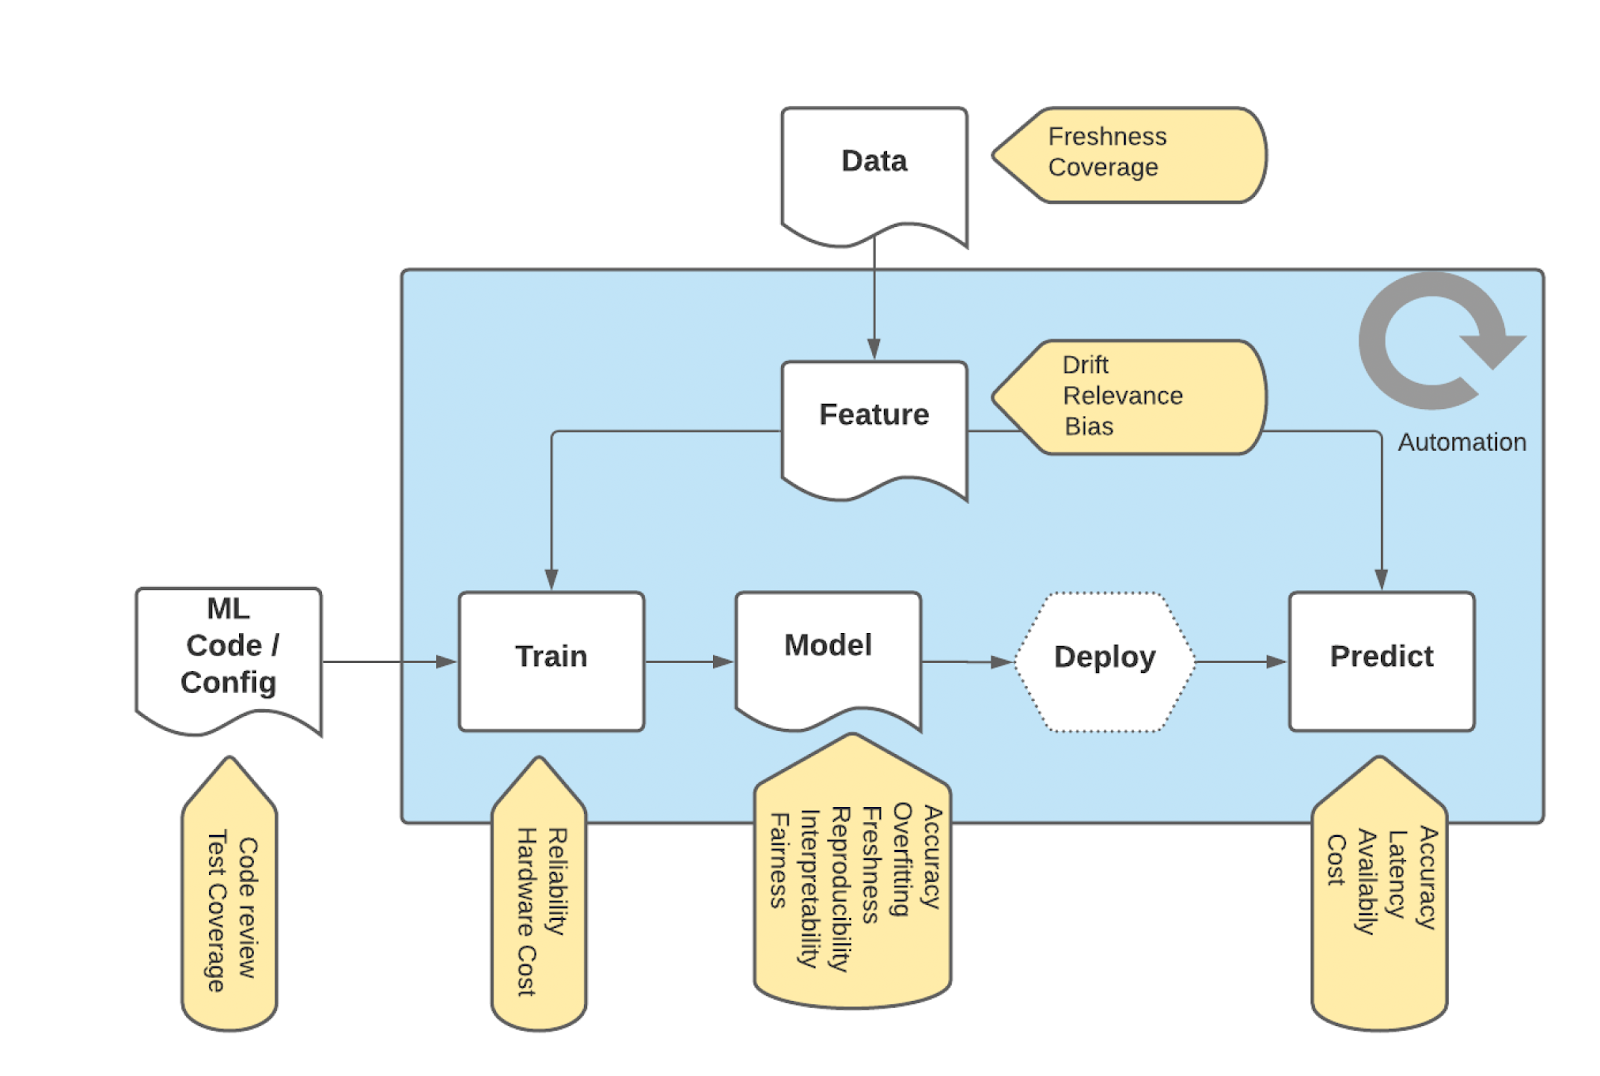 Data
Freshness
Coverage
Feature
Drift
Relevance
Bias
Automation
ML
Code /
Config
Train
Model
Deploy
Predict
Code review
Test Coverage
Reliability
Hardware Cost
Accuracy
Overfitting
Freshness
Reproducibility
Interpretability
Fairness
Accuracy
Latency
Availabily
Cost